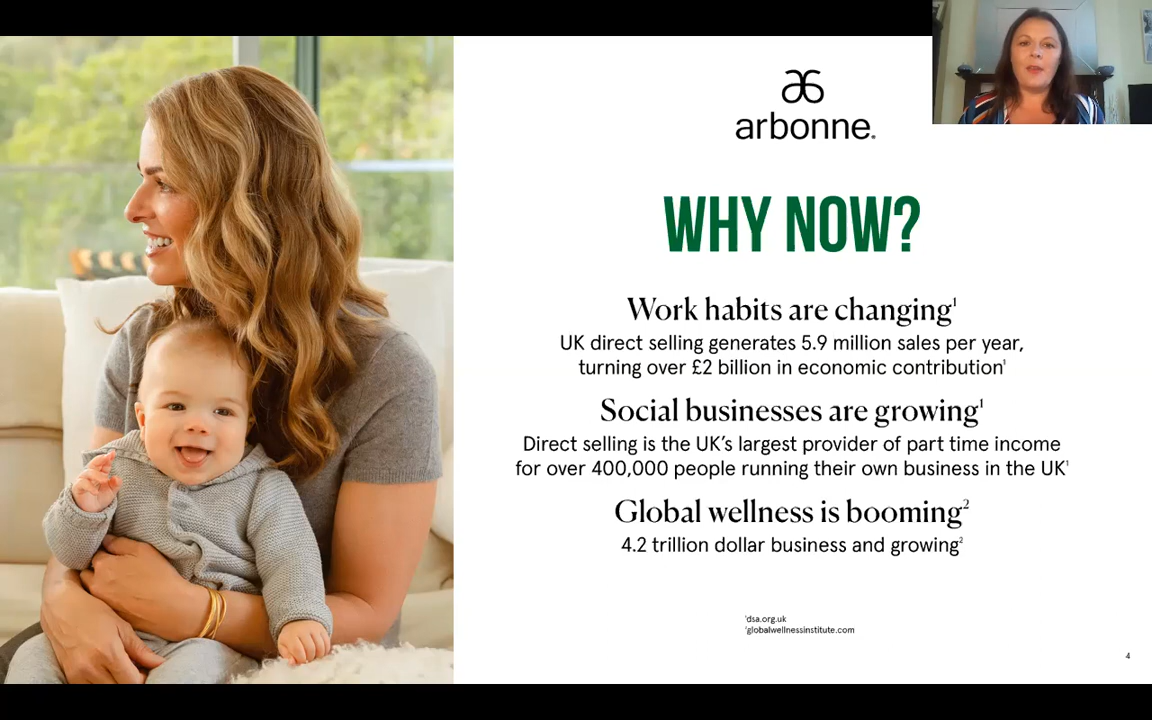 arbonne®
WHY NOW?
Work habits are changing¹
UK direct selling generates 5.9 million sales per year,
turning over £2 billion in economic contribution¹
Social businesses are growing¹
Direct selling is the UK's largest provider of part time income
for over 400,000 people running their own business in the UK¹
Global wellness is booming²
4.2 trillion dollar business and growing²
¹dsa.org.uk
²globalwellnessinstitute.com
4